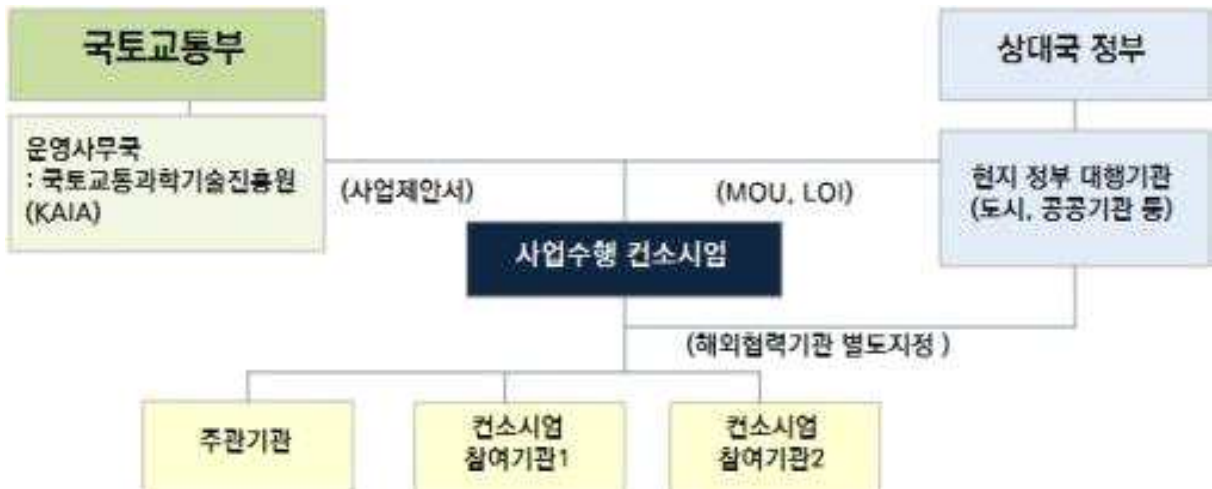 국토교통부
상대국 정부
운영사무국
: 국토교통과학기술진흥원
(KAIA)
현지 정부 대행기관
(도시, 공공기관 등)
(사업제안서)
(MOU, LOI)
사업수행 컨소시엄
(해외협력기관 별도지정 )
주관기관
컨소시엄
참여기관1
컨소시엄
참여기관2